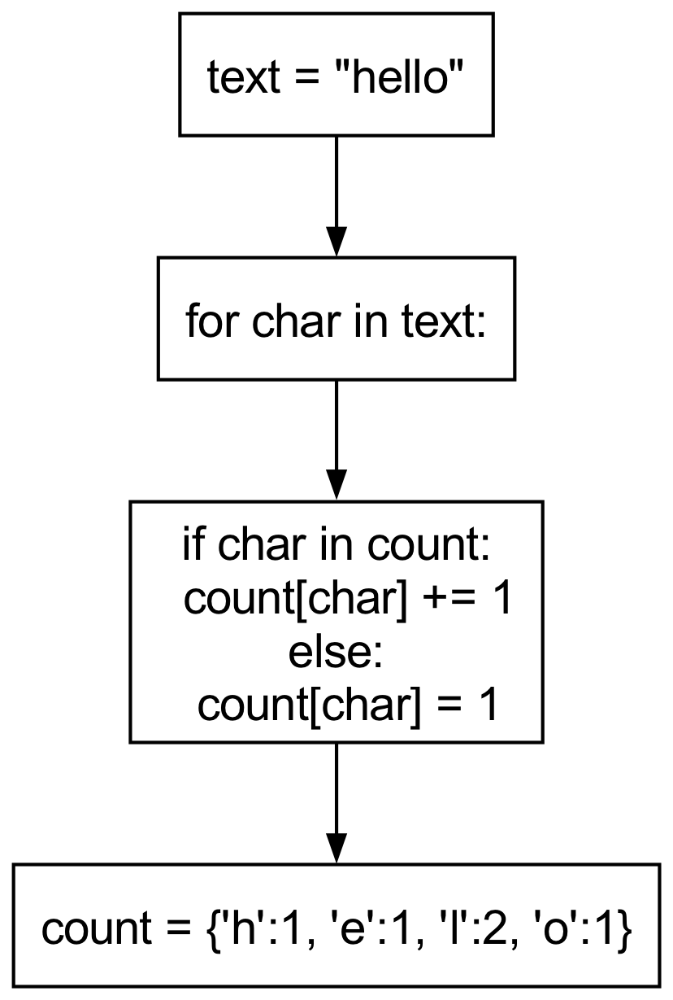 text = "hello"
for char in text:
if char in count:
count[char] += 1
else:
count[char] = 1
count = {'h':1, 'e':1, 'l':2, 'o':1}